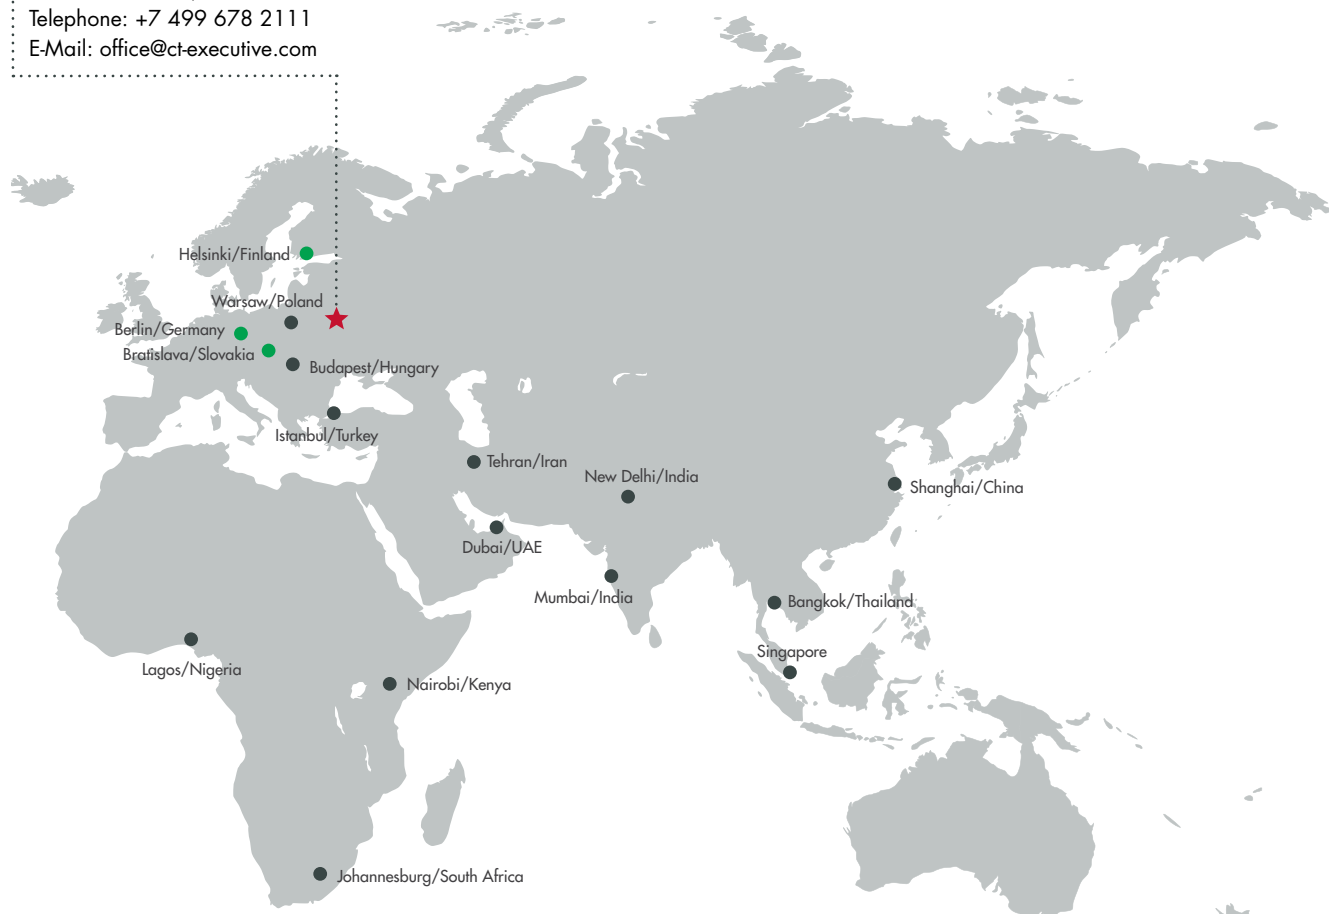 Telephone: +7 499 678 2111
E-Mail: office@ct-executive.com
Helsinki/Finland
Warsaw/Poland
Berlin/Germany
Bratislava/Slovakia
Budapest/Hungary
Istanbul/Turkey
Tehran/Iran
New Delhi/India
Shanghai/China
Dubai/UAE
Mumbai/India
Bangkok/Thailand
Singapore
Lagos/Nigeria
Nairobi/Kenya
Johannesburg/South Africa